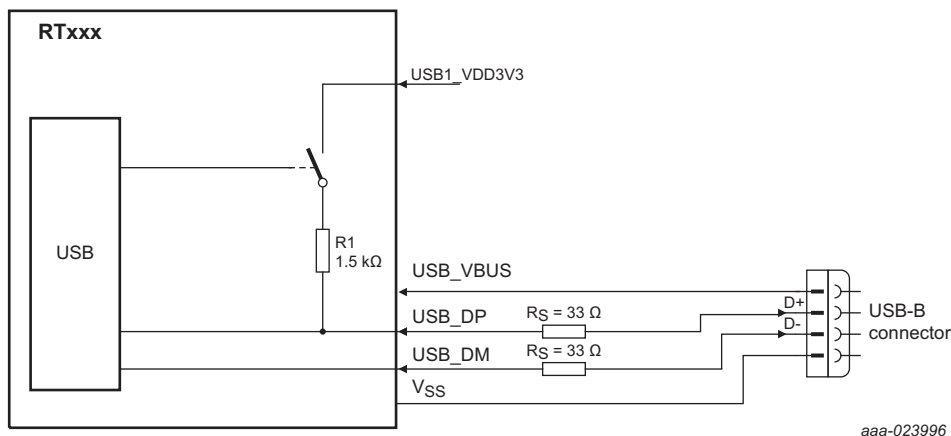 RTxxx
USB1_VDD3V3
USB
R1
1.5 kΩ
USB_VBUS
USB_DP
RS = 33 Ω
D+
USB-B
connector
D-
USB_DM
RS = 33 Ω
VSS
aaa-023996